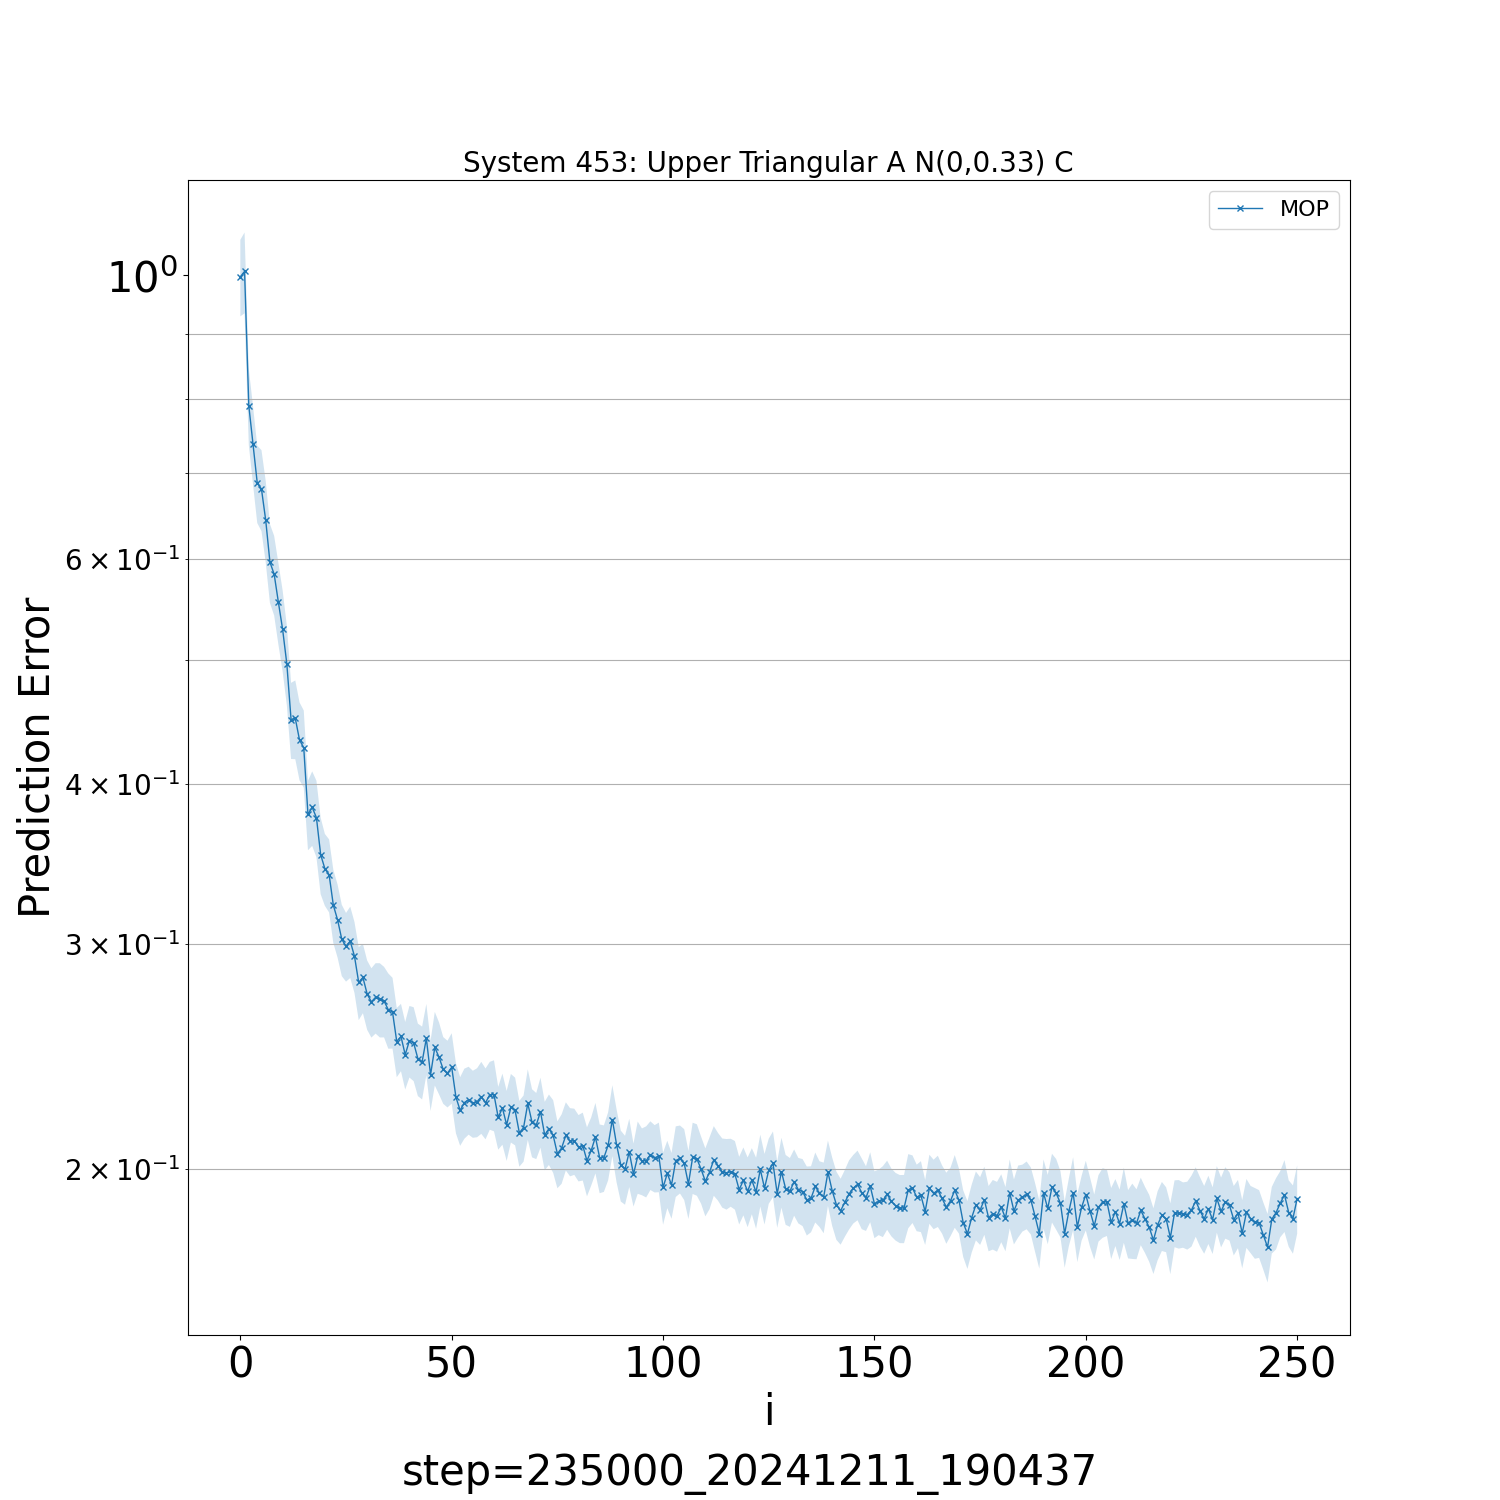 System 453: Upper Triangular A N(0,0.33) C
MOP
10⁰
6 × 10⁻¹
4 × 10⁻¹
3 × 10⁻¹
2 × 10⁻¹
Prediction Error
0 50 100 150 200 250
i
step=235000_20241211_190437